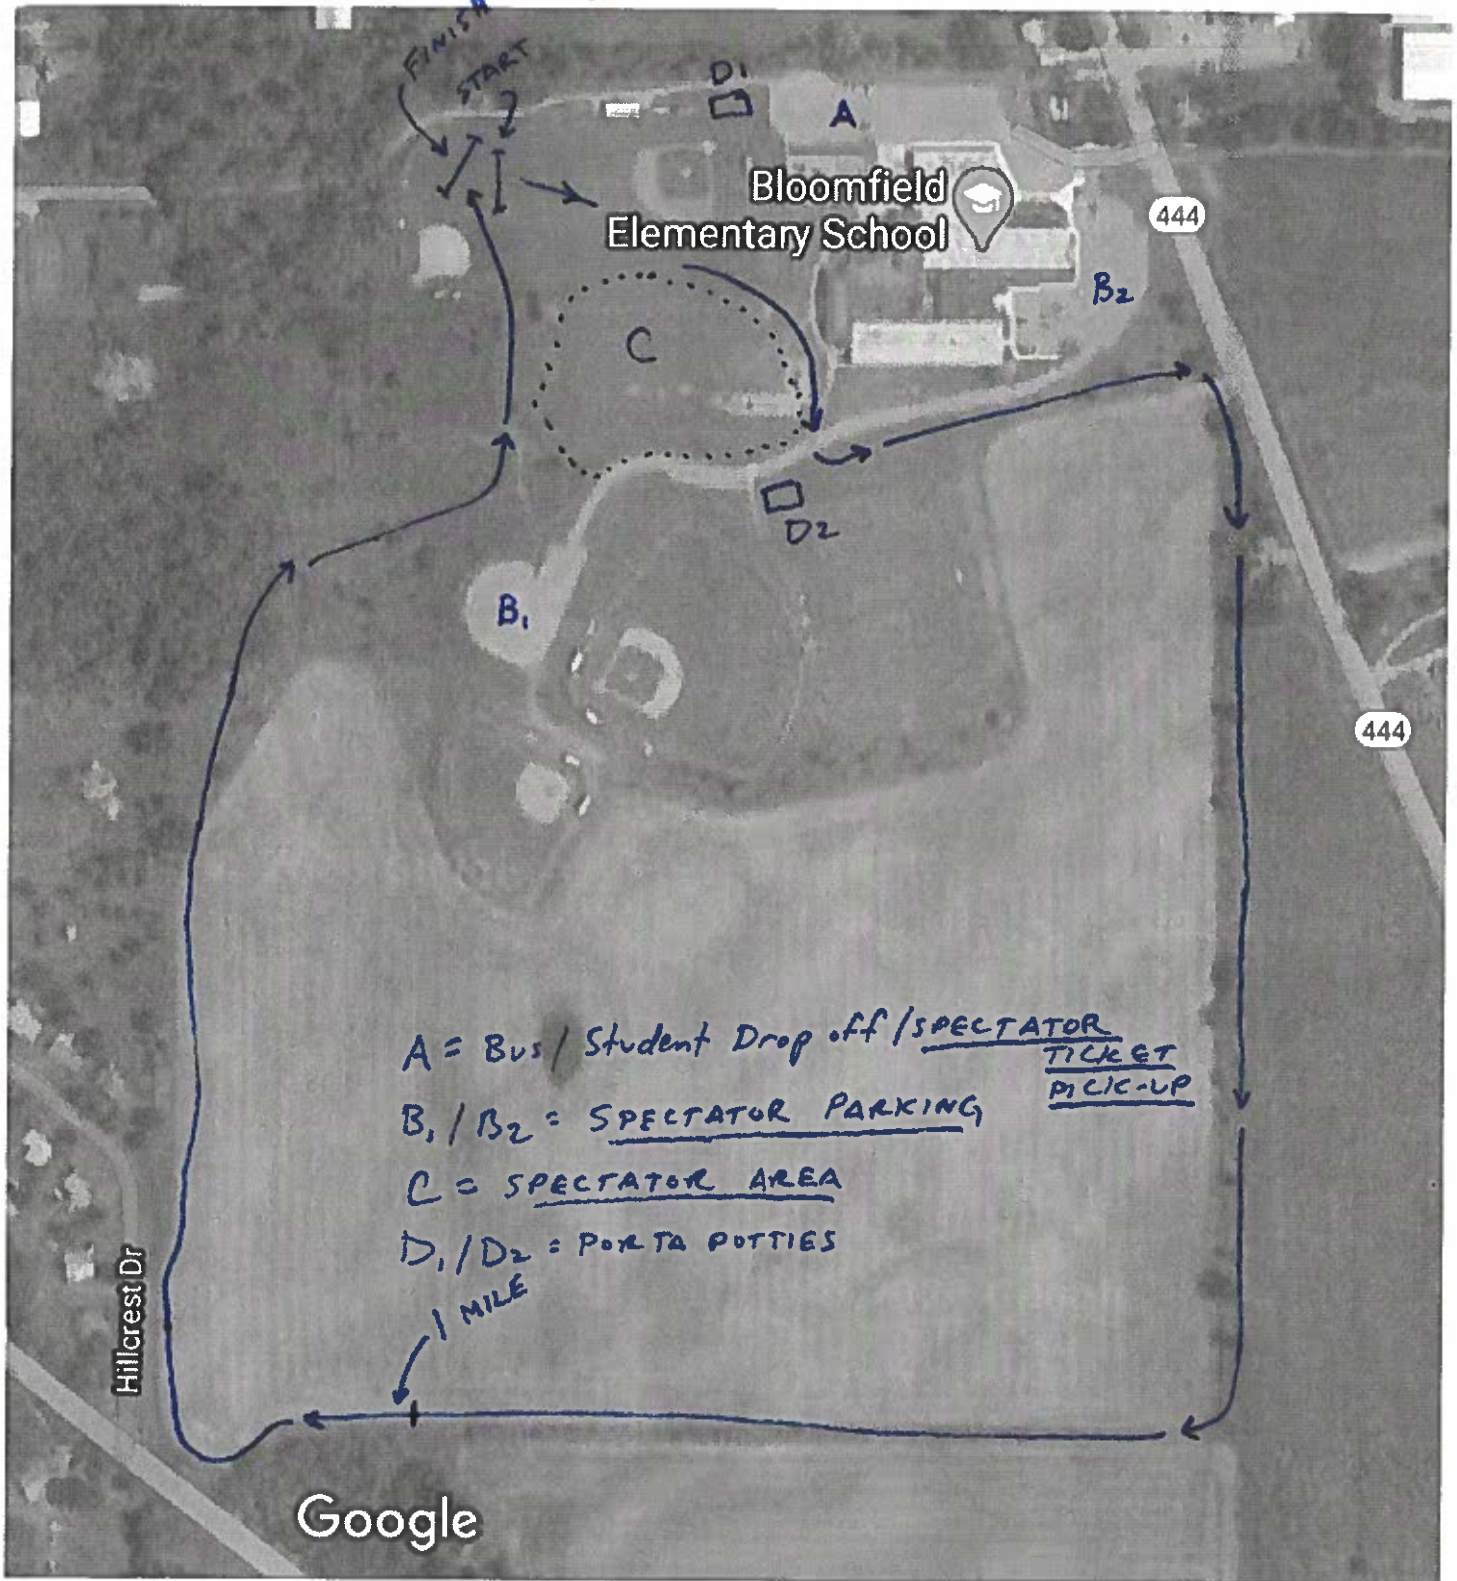 FINISH
START
D1
A
Bloomfield
Elementary School
444
B2
C
D2
B1
444
A = Bus / Student Drop off / SPECTATOR
TICKET
PICK-UP
B1 / B2 = SPECTATOR PARKING
C = SPECTATOR AREA
D1 / D2 = PORTA POTTIES
1 MILE
Hillcrest Dr
Google